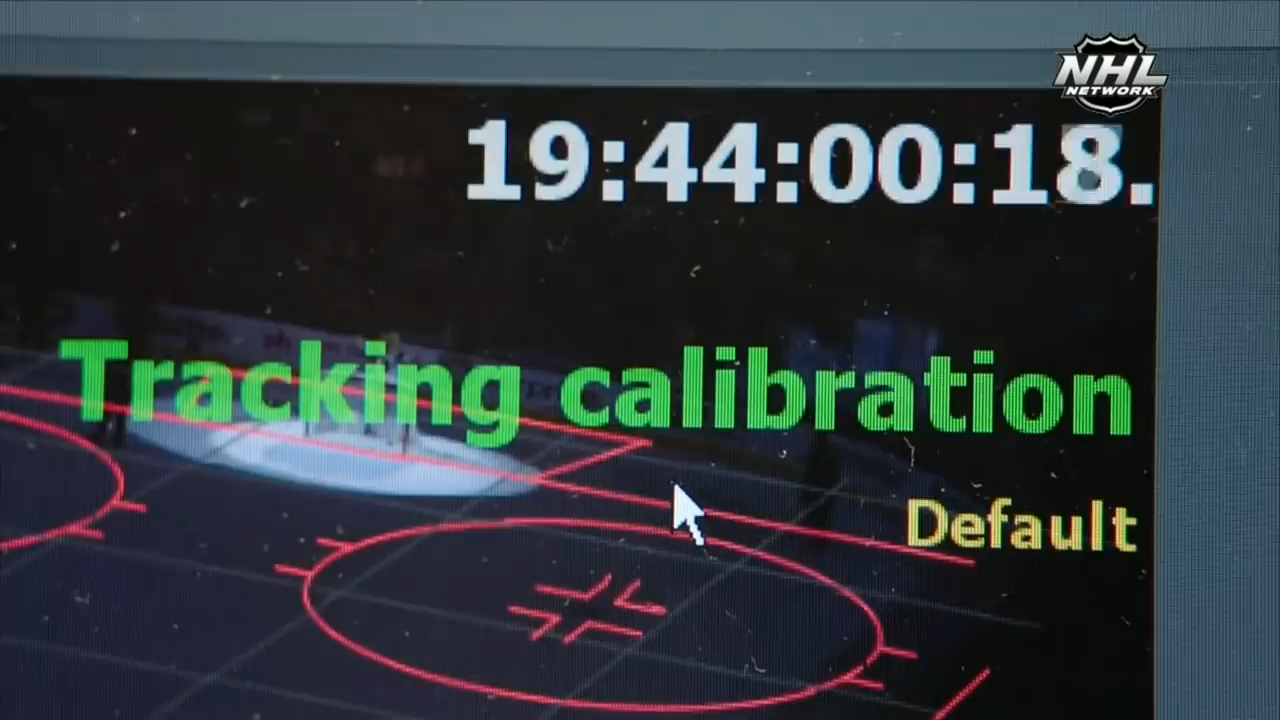 NHL
NETWORK
19:44:00:18.
Tracking calibration
Default